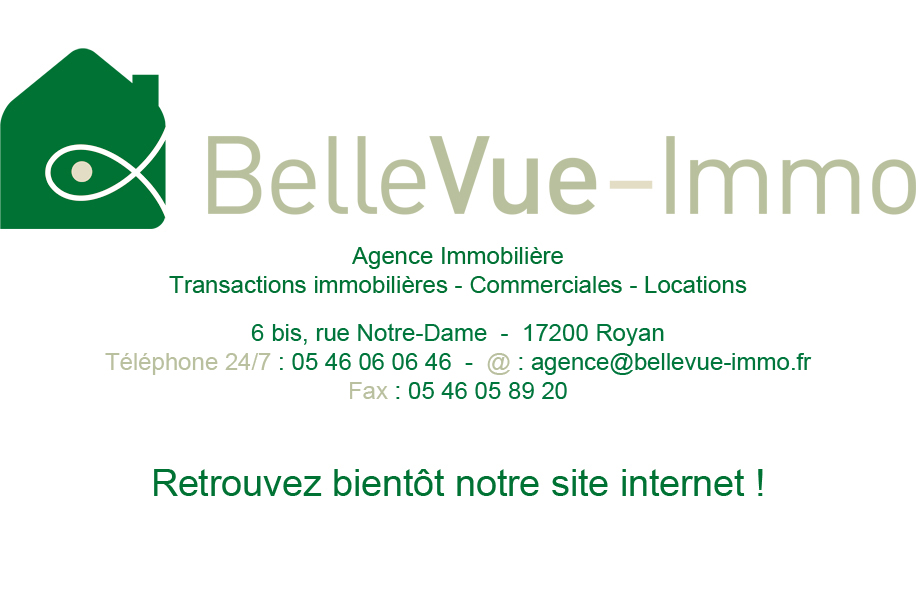 BelleVue-Immo
Agence Immobilière
Transactions immobilières - Commerciales - Locations
6 bis, rue Notre-Dame - 17200 Royan
Téléphone 24/7 : 05 46 06 06 46 - @ : agence@bellevue-immo.fr
Fax : 05 46 05 89 20
Retrouvez bientôt notre site internet !